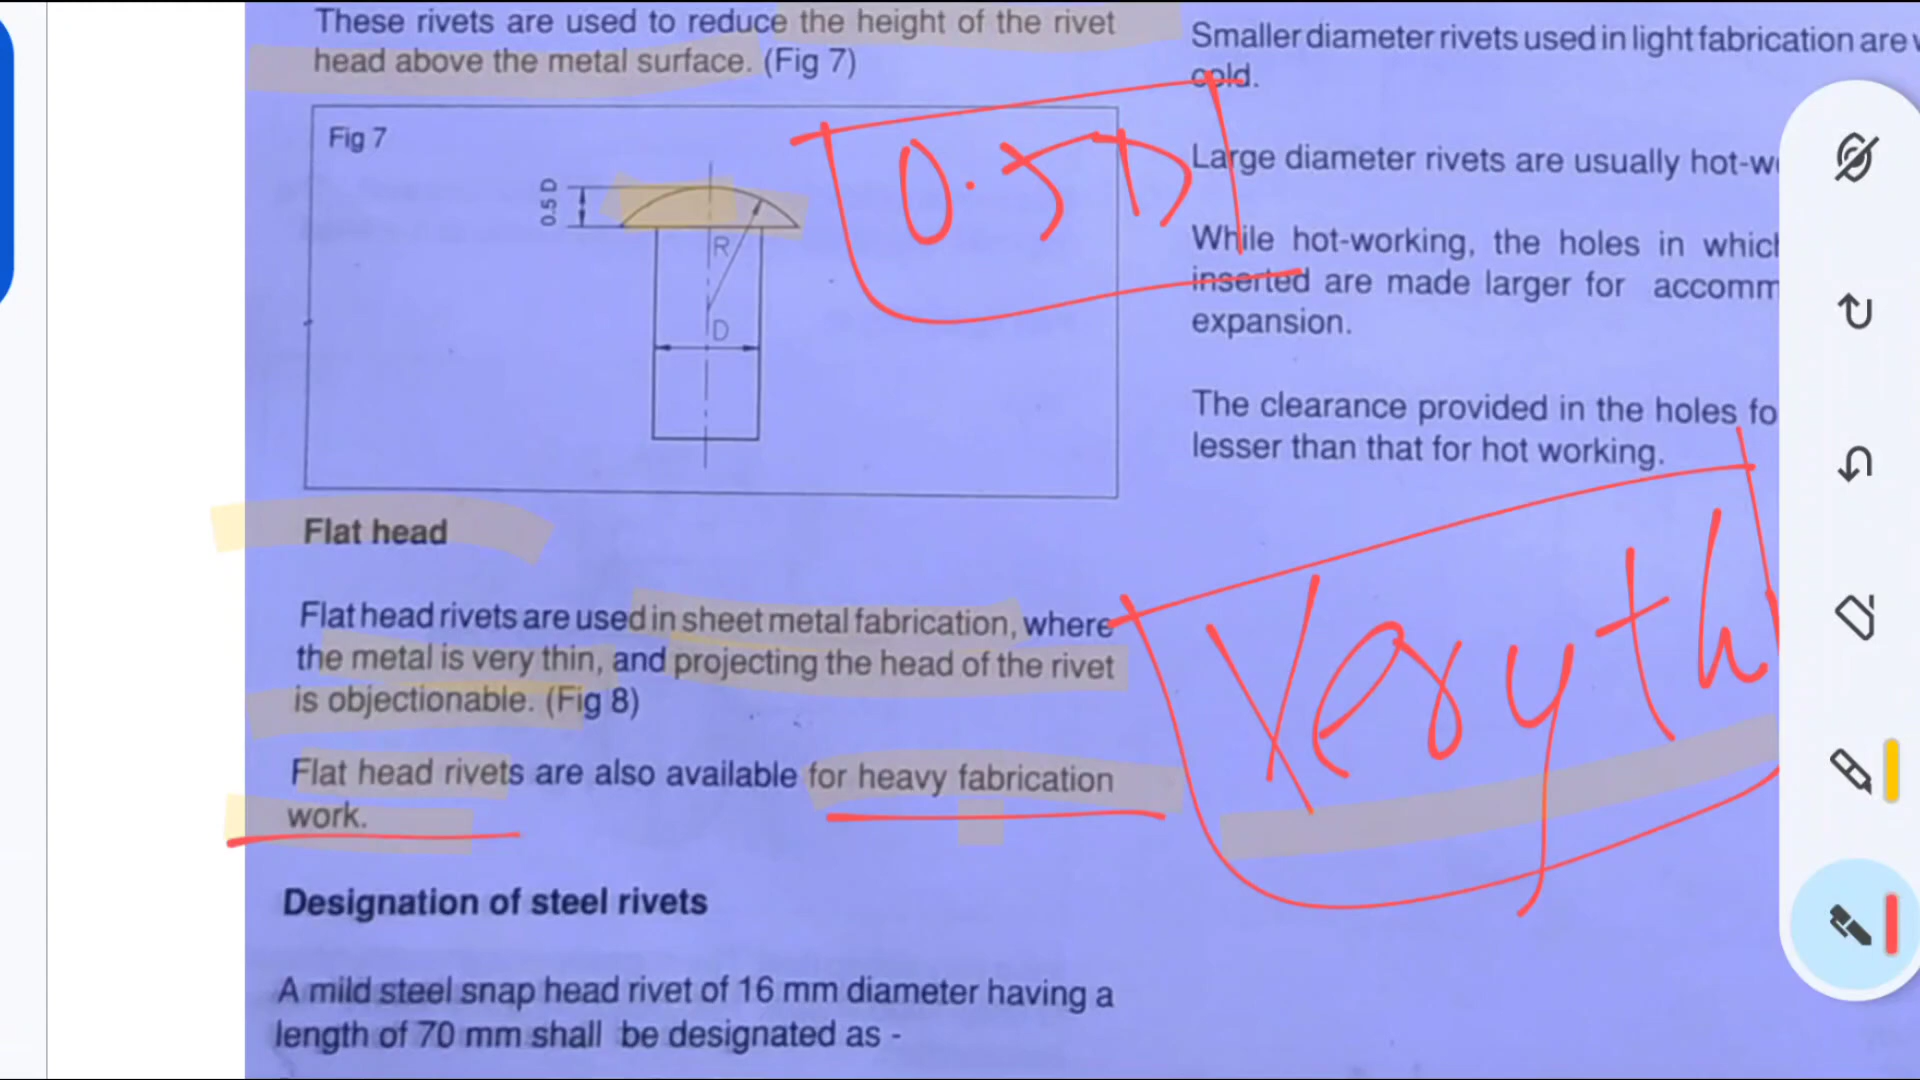 These rivets are used to reduce the height of the rivet
head above the metal surface. (Fig 7)
Fig 7
0.5 D
R
D
0.5D
Flat head
Flat head rivets are used in sheet metal fabrication, where
the metal is very thin, and projecting the head of the rivet
is objectionable. (Fig 8)
Flat head rivets are also available for heavy fabrication
work.
Designation of steel rivets
A mild steel snap head rivet of 16 mm diameter having a
length of 70 mm shall be designated as -
Smaller diameter rivets used in light fabrication are
cold.
Large diameter rivets are usually hot-w
While hot-working, the holes in which
inserted are made larger for accomm
expansion.
The clearance provided in the holes fo
lesser than that for hot working.
Very th